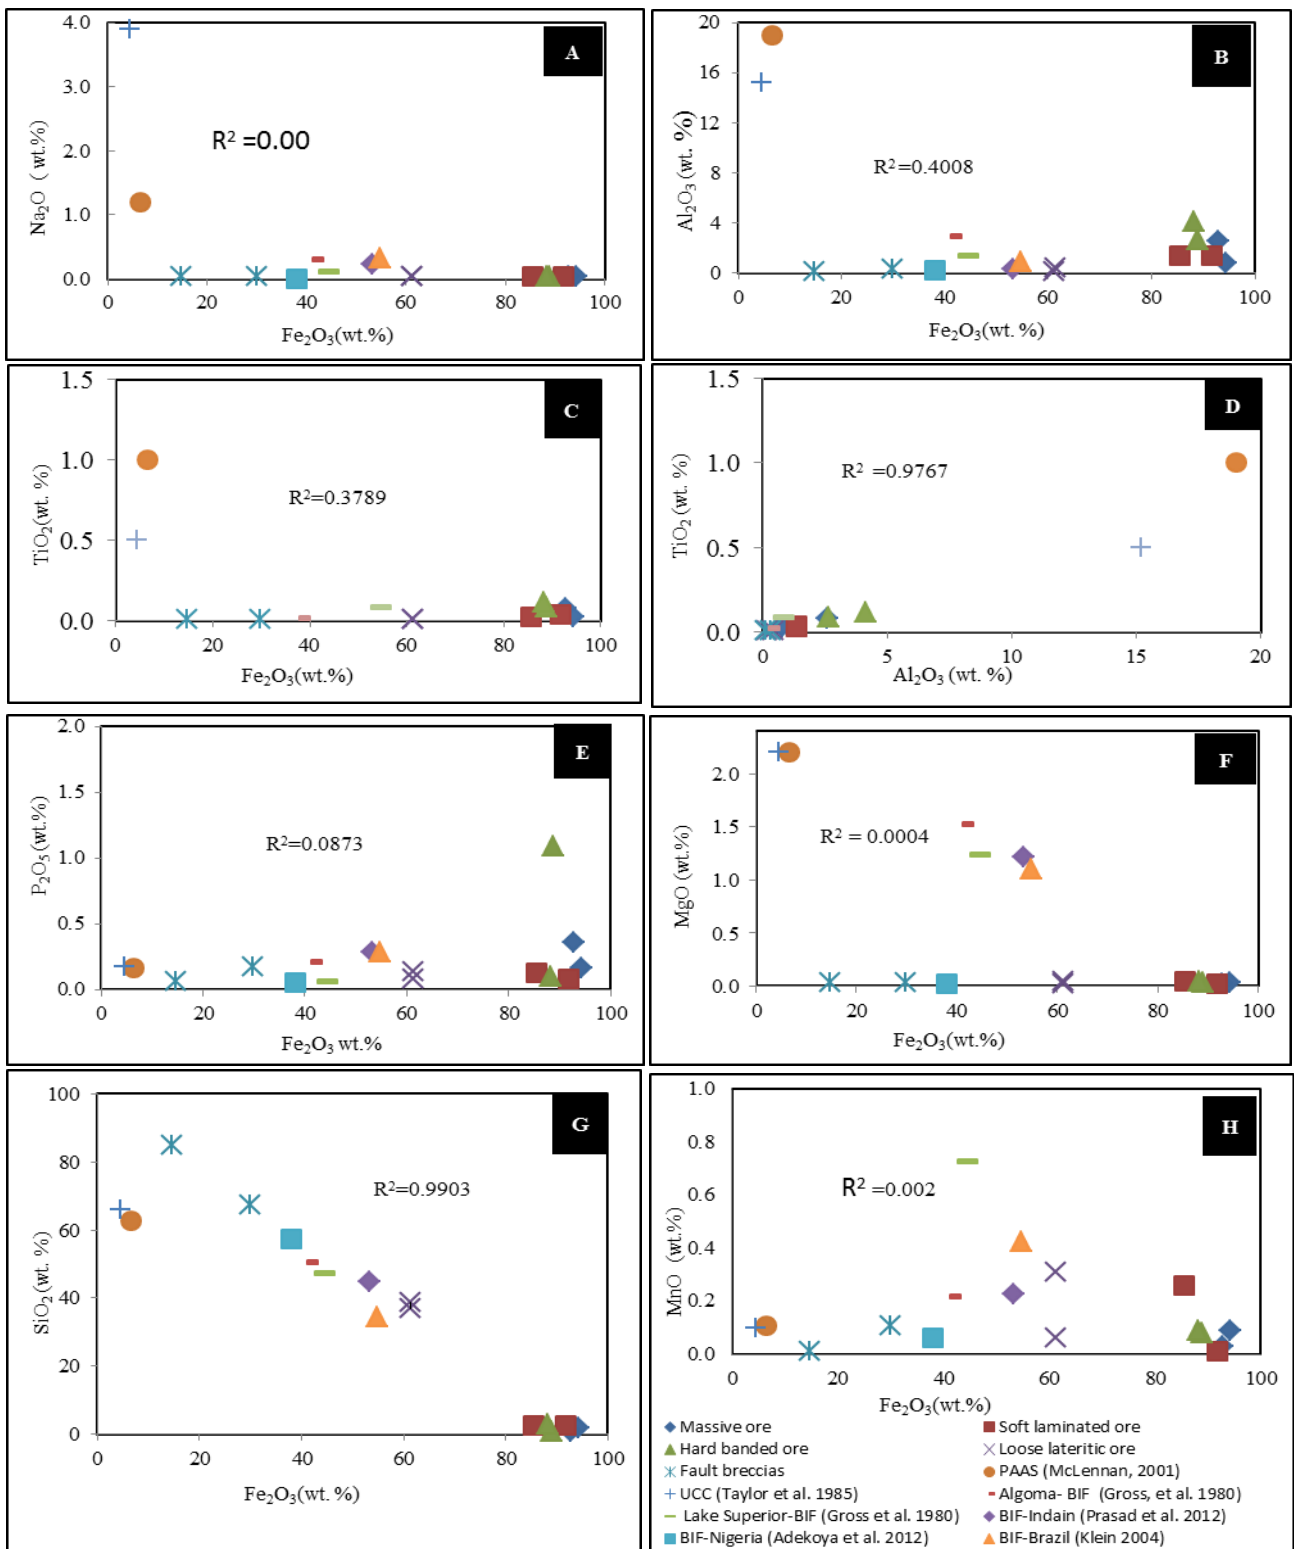 4.0
3.0
2.0
1.0
0.0
Na₂O ( wt.%)
A
R² =0.00
0 20 40 60 80 100
Fe₂O₃(wt.%)
20
16
12
8
4
0
Al₂O₃(wt. %)
B
R²=0.4008
0 20 40 60 80 100
Fe₂O₃(wt. %)
1.5
1.0
0.5
0.0
TiO₂(wt. %)
C
R²=0.3789
0 20 40 60 80 100
Fe₂O₃(wt.%)
1.5
1.0
0.5
0.0
TiO₂(wt. %)
D
R² =0.9767
0 5 10 15 20
Al₂O₃ (wt. %)
2.0
1.5
1.0
0.5
0.0
P₂O₅(wt.%)
E
R²=0.0873
0 20 40 60 80 100
Fe₂O₃ wt.%
2.0
1.5
1.0
0.5
0.0
MgO (wt.%)
F
R² = 0.0004
0 20 40 60 80 100
Fe₂O₃(wt.%)
100
80
60
40
20
0
SiO₂(wt. %)
G
R²=0.9903
0 20 40 60 80 100
Fe₂O₃(wt. %)
1.0
0.8
0.6
0.4
0.2
0.0
MnO (wt.%)
H
R² =0.002
0 20 40 60 80 100
Fe₂O₃(wt.%)
Massive ore Soft laminated ore
Hard banded ore Loose lateritic ore
Fault breccias PAAS (McLennan, 2001)
UCC (Taylor et al. 1985) Algoma- BIF (Gross, et al. 1980)
Lake Superior-BIF (Gross et al. 1980) BIF-Indain (Prasad et al. 2012)
BIF-Nigeria (Adekoya et al. 2012) BIF-Brazil (Klein 2004)